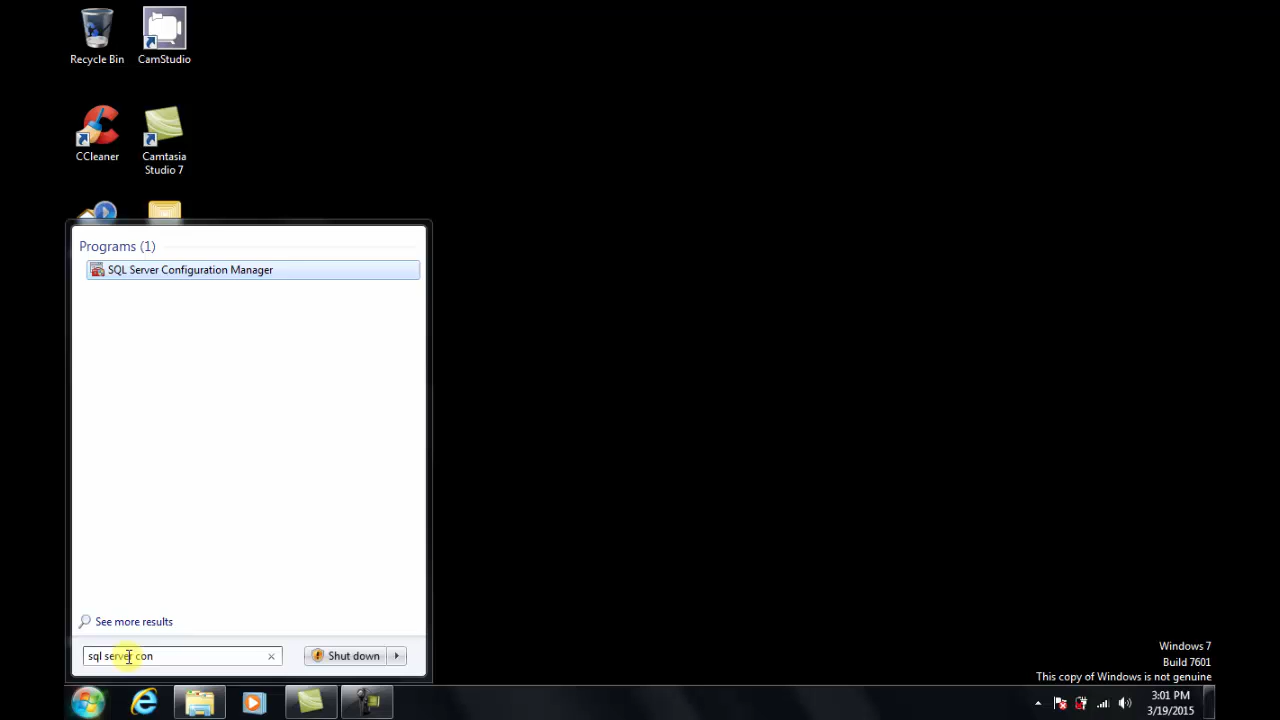 Recycle Bin
CamStudio
CCleaner
Camtasia
Studio 7
Programs (1)
SQL Server Configuration Manager
See more results
sql server con
Shut down
Windows 7
Build 7601
This copy of Windows is not genuine
3:01 PM
3/19/2015